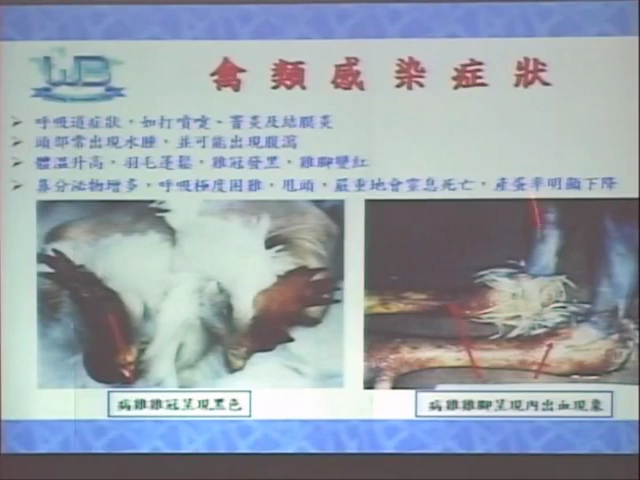 WB
禽類感染症狀
呼吸道症狀，如打噴嚏、竇炎及結膜炎
頭部常出現水腫，並可能出現腹瀉
體溫升高，羽毛蓬鬆，雞冠發黑，雞腳變紅
鼻分泌物增多，呼吸極度困難，甩頭，嚴重地會窒息死亡，產蛋率明顯下降
病雞雞冠呈現黑色
病雞雞腳呈現內出血現象